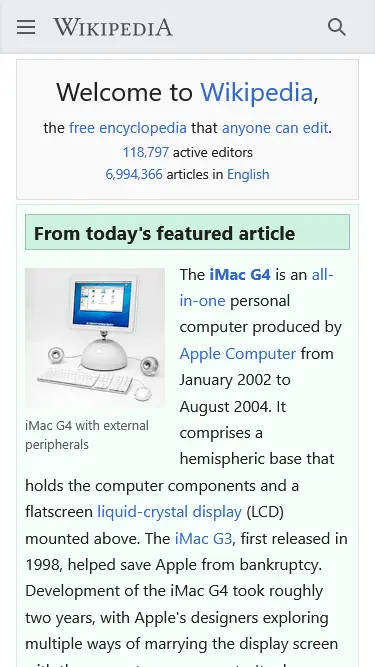 WIKIPEDIA
Welcome to Wikipedia,
the free encyclopedia that anyone can edit.
118,797 active editors
6,994,366 articles in English
From today's featured article
The iMac G4 is an all-
in-one personal
computer produced by
Apple Computer from
January 2002 to
August 2004. It
comprises a
hemispheric base that
iMac G4 with external
peripherals
holds the computer components and a
flatscreen liquid-crystal display (LCD)
mounted above. The iMac G3, first released in
1998, helped save Apple from bankruptcy.
Development of the iMac G4 took roughly
two years, with Apple's designers exploring
multiple ways of marrying the display screen